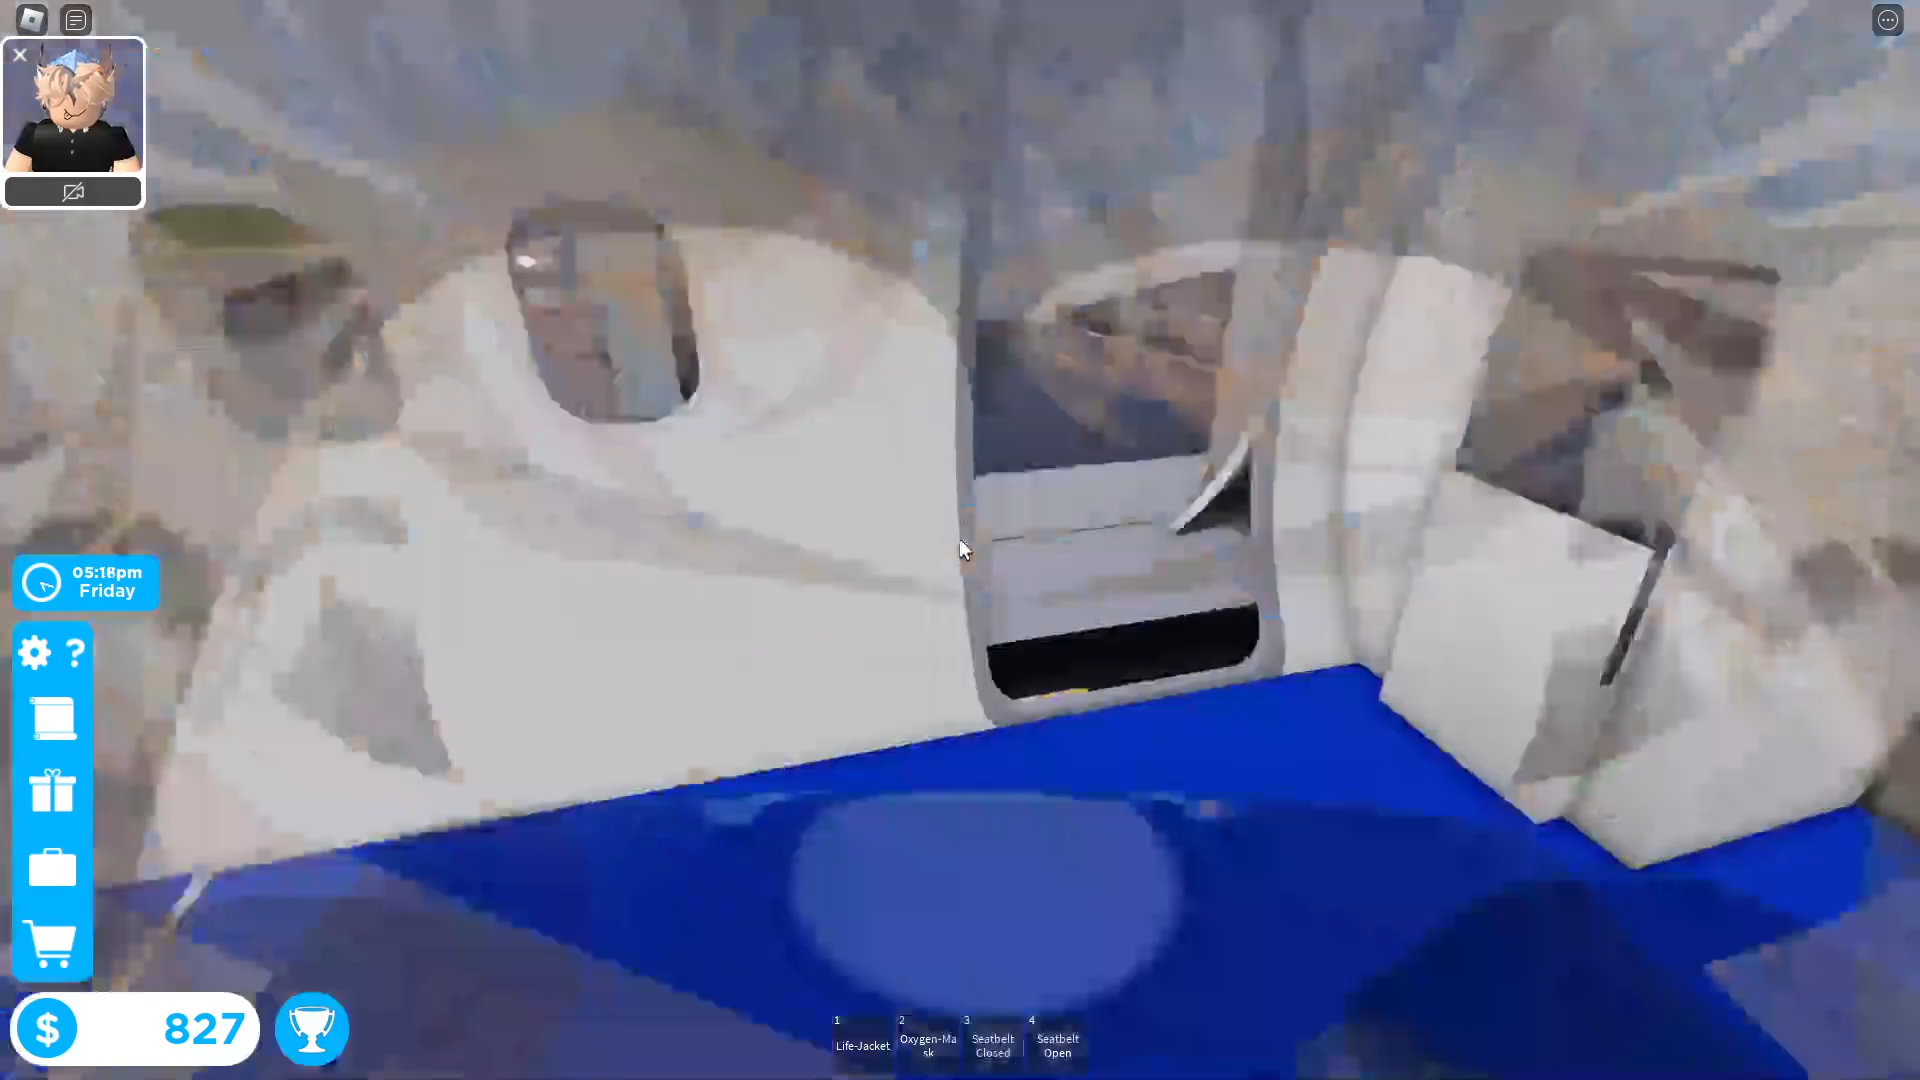 05:18pm
Friday
?
$ 827
1
Life-Jacket
2
Oxygen-Ma
sk
3
Seatbelt
Closed
4
Seatbelt
Open